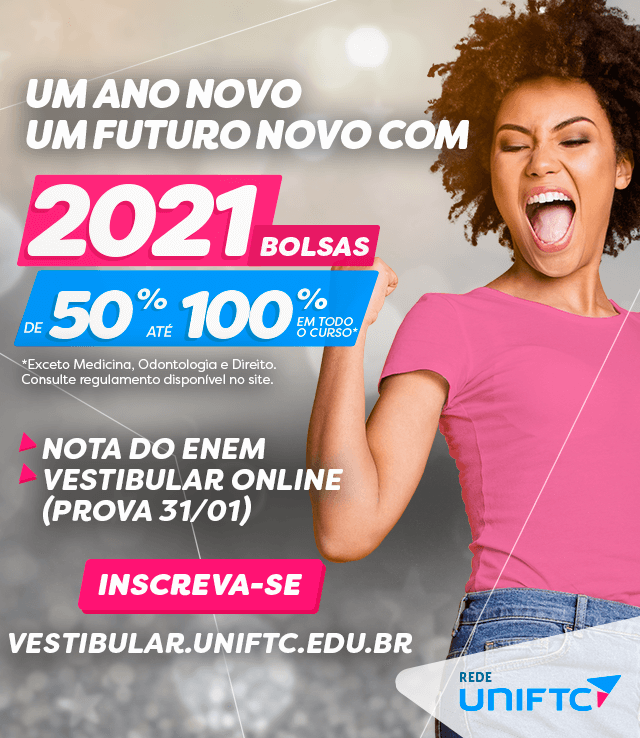 UM ANO NOVO
UM FUTURO NOVO COM
2021 BOLSAS
DE 50% ATÉ 100% EM TODO
O CURSO*
*Exceto Medicina, Odontologia e Direito.
Consulte regulamento disponível no site.
NOTA DO ENEM
VESTIBULAR ONLINE
(PROVA 31/01)
INSCREVA-SE
VESTIBULAR.UNIFTC.EDU.BR
REDE
UNIFTC